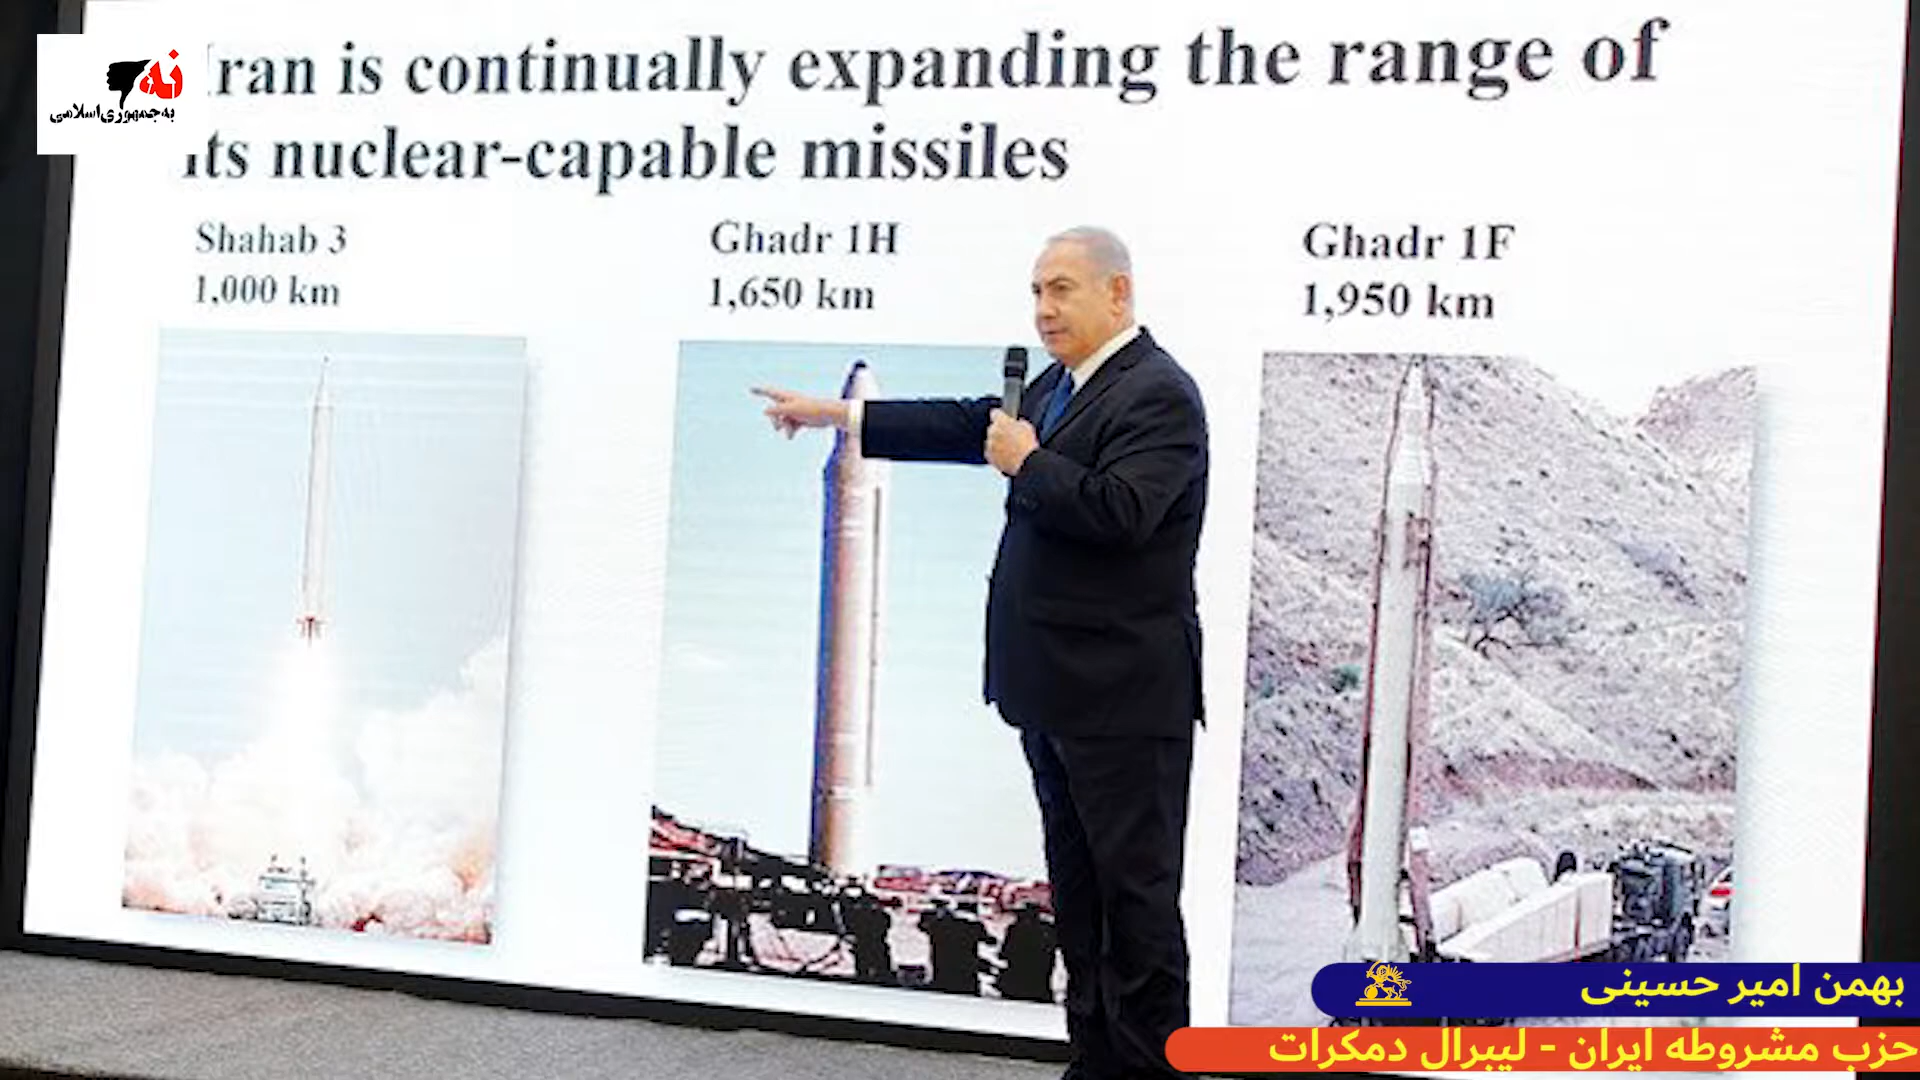 نه
به جمهوری اسلامی
Iran is continually expanding the range of
its nuclear-capable missiles
Shahab 3
1,000 km
Ghadr 1H
1,650 km
Ghadr 1F
1,950 km
بهمن امیر حسینی
حزب مشروطه ایران - لیبرال دمکرات